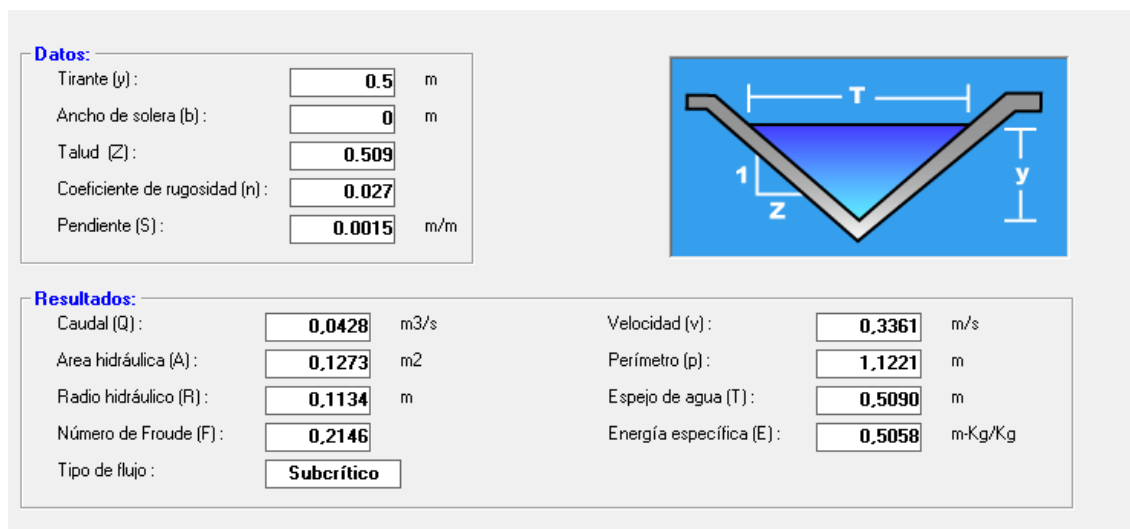 Datos:
Tirante (y) : 0.5 m
Ancho de solera (b) : 0 m
Talud (Z) : 0.509
Coeficiente de rugosidad (n) : 0.027
Pendiente (S) : 0.0015 m/m
T
1
Z
y
Resultados:
Caudal (Q) : 0,0428 m3/s Velocidad (v) : 0,3361 m/s
Area hidráulica (A) : 0,1273 m2 Perímetro (p) : 1,1221 m
Radio hidráulico (R) : 0,1134 m Espejo de agua (T) : 0,5090 m
Número de Froude (F) : 0,2146 Energía específica (E) : 0,5058 m-Kg/Kg
Tipo de flujo : Subcrítico